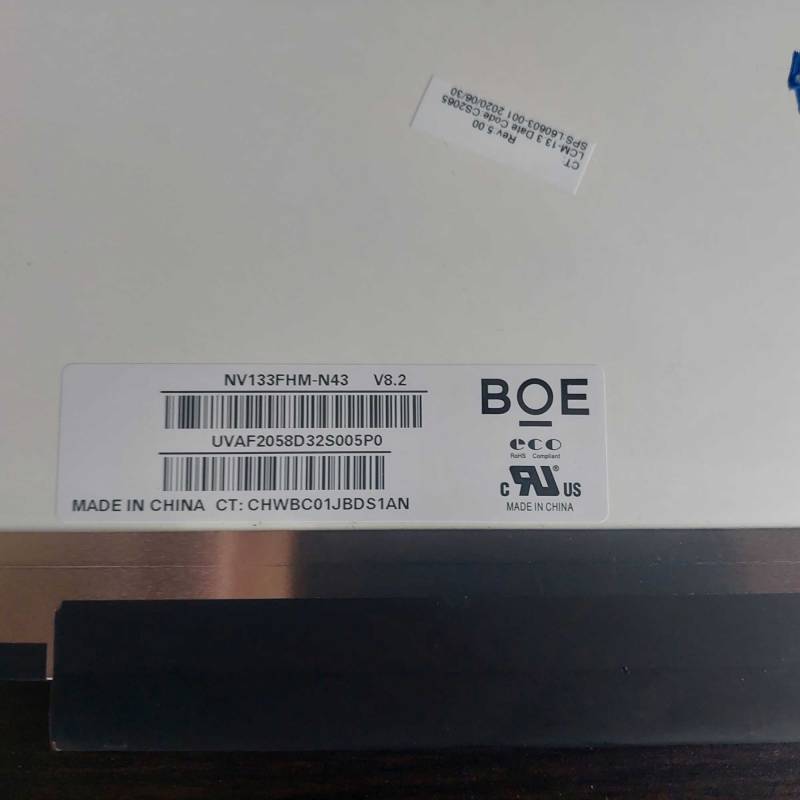 CT:
LCM-13.3 Date Code CS2065
SPS L60603-001 2020/06/30
Rev 5.00
NV133FHM-N43 V8.2
UVAF2058D32S005P0
MADE IN CHINA CT: CHWBC01JBDS1AN
BOE
eco
RoHS Compliant
c RU ® US
MADE IN CHINA